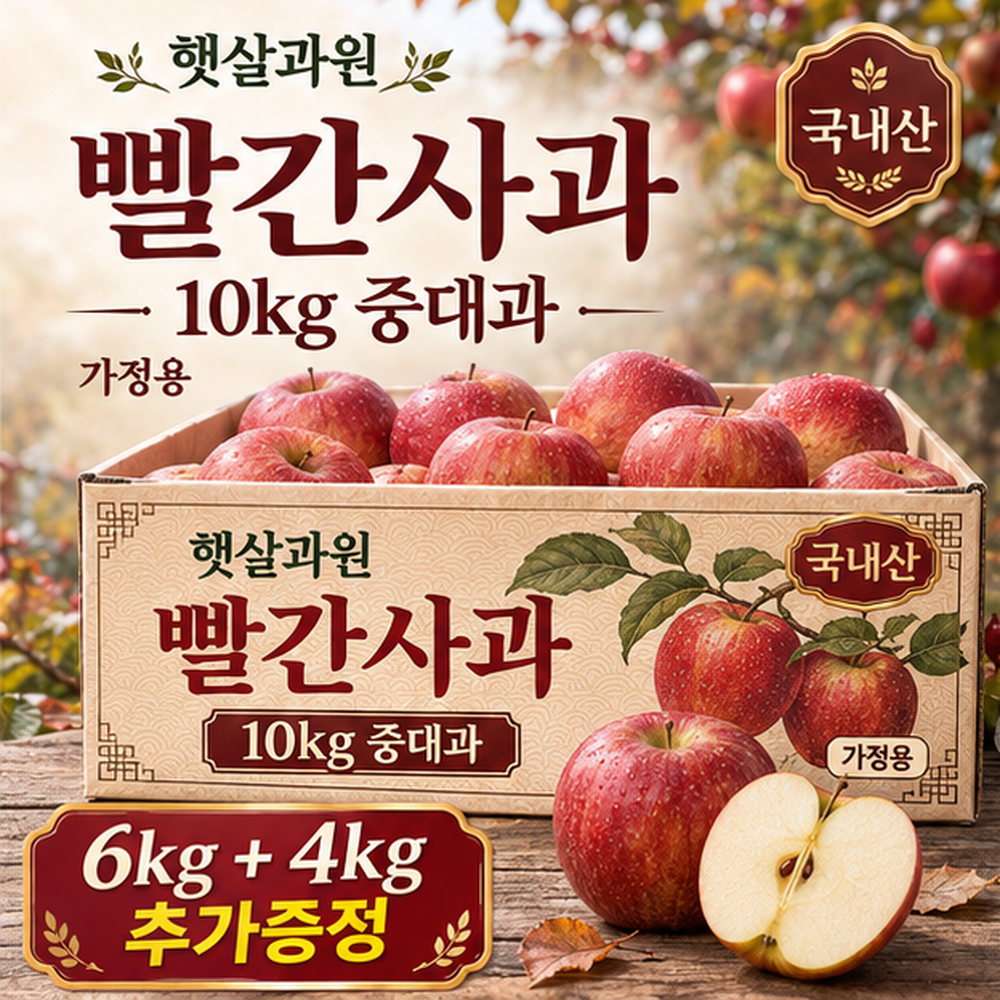 햇살과원
국내산
빨간사과
10kg 중대과
가정용
햇살과원
국내산
빨간사과
10kg 중대과
가정용
6kg + 4kg
추가증정